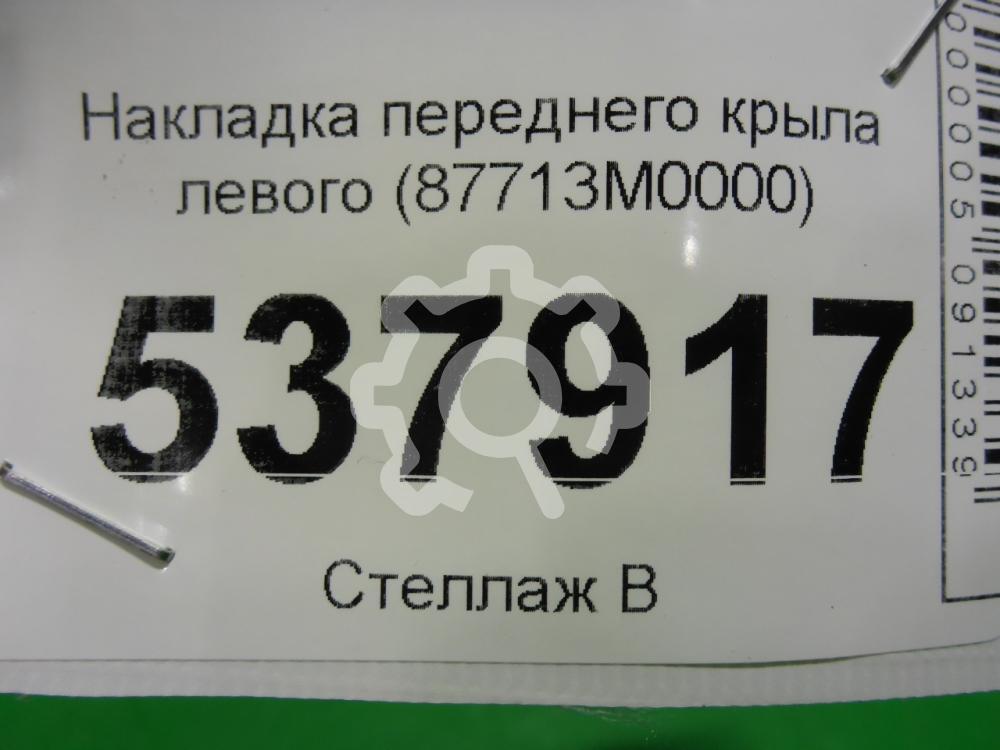 Накладка переднего крыла
левого (87713M0000)
537917
Стеллаж В